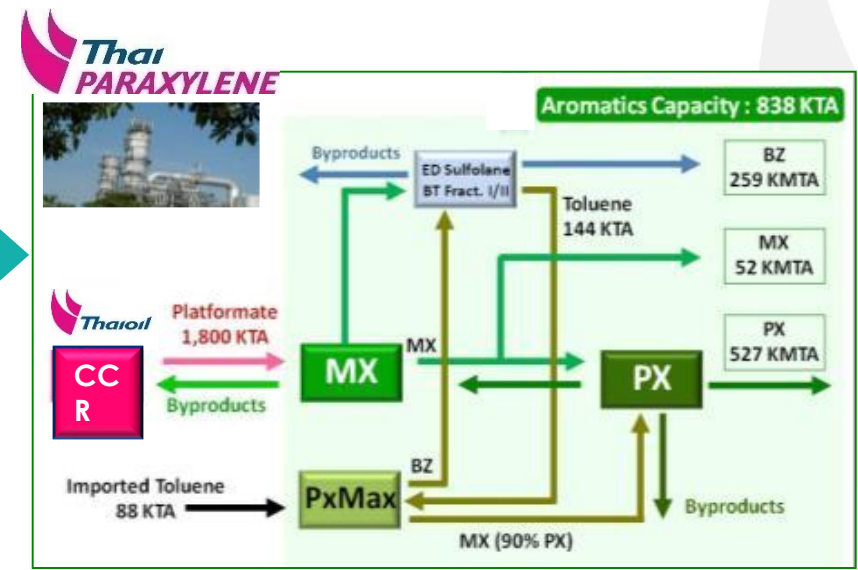 Thai
PARAXYLENE
Aromatics Capacity : 838 KTA
Byproducts
ED Sulfolane
BT Fract. I/II
BZ
259 KMTA
Toluene
144 KTA
MX
52 KMTA
Thaioil
Platformate
1,800 KTA
PX
527 KMTA
CC
R
MX
MX
PX
Byproducts
BZ
Imported Toluene
88 KTA
PxMax
Byproducts
MX (90% PX)